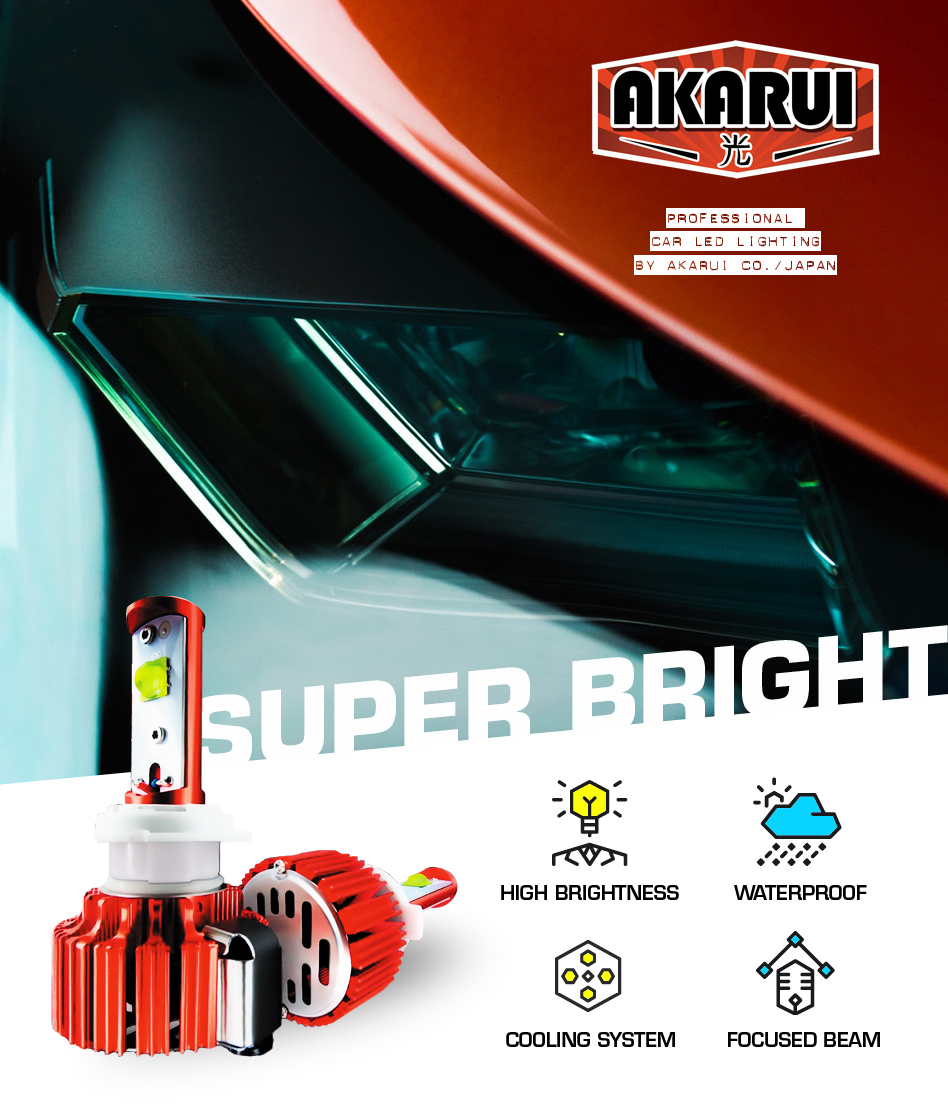 AKARUI
光
PROFESSIONAL
CAR LED LIGHTING
BY AKARUI CO./JAPAN
SUPER BRIGHT
HIGH BRIGHTNESS
WATERPROOF
COOLING SYSTEM
FOCUSED BEAM